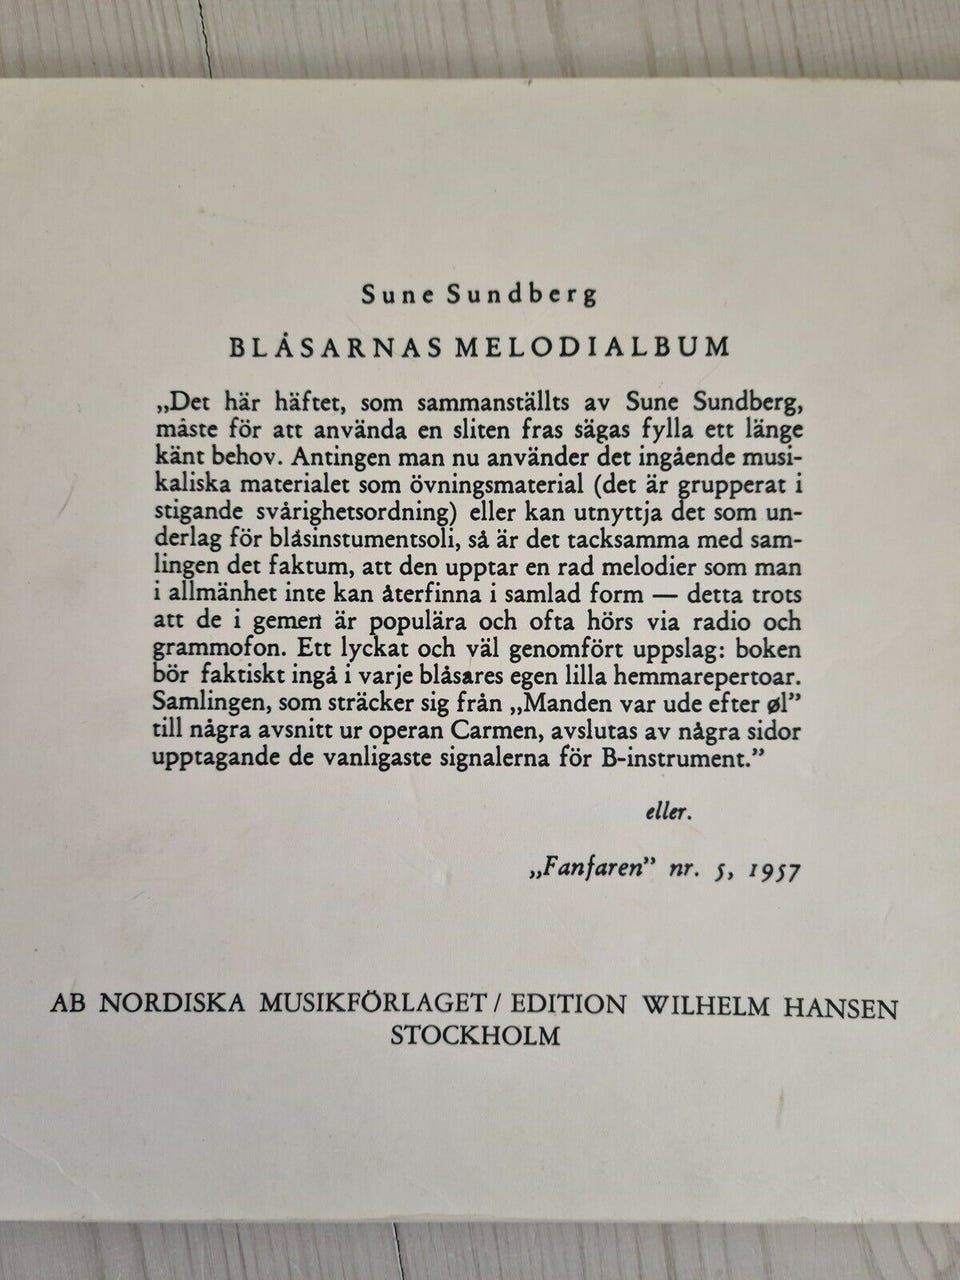 Sune Sundberg
BLÅSARNAS MELODIALBUM
„Det här häftet, som sammanställts av Sune Sundberg,
måste för att använda en sliten fras sägas fylla ett länge
känt behov. Antingen man nu använder det ingående musi-
kaliska materialet som övningsmaterial (det är grupperat i
stigande svårighetsordning) eller kan utnyttja det som un-
derlag för blåsinstumentsoli, så är det tacksamma med sam-
lingen det faktum, att den upptar en rad melodier som man
i allmänhet inte kan återfinna i samlad form — detta trots
att de i gemen är populära och ofta hörs via radio och
grammofon. Ett lyckat och väl genomfört uppslag: boken
bör faktiskt ingå i varje blåsares egen lilla hemmarepertoar.
Samlingen, som sträcker sig från „Manden var ude efter øl”
till några avsnitt ur operan Carmen, avslutas av några sidor
upptagande de vanligaste signalerna för B-instrument.”
eller.
„Fanfaren” nr. 5, 1957
AB NORDISKA MUSIKFÖRLAGET / EDITION WILHELM HANSEN
STOCKHOLM